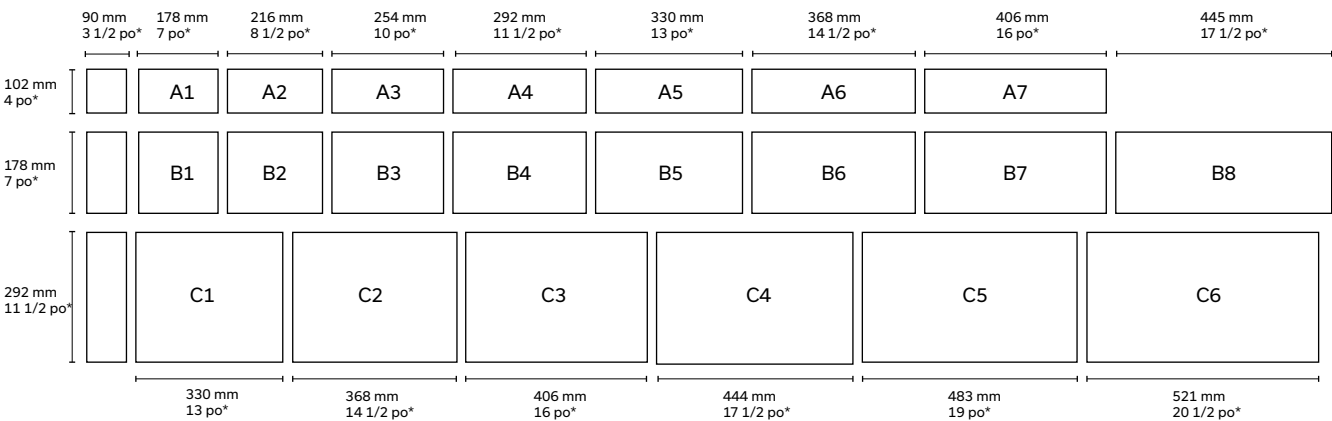 90 mm
3 1/2 po*
178 mm
7 po*
216 mm
8 1/2 po*
254 mm
10 po*
292 mm
11 1/2 po*
330 mm
13 po*
368 mm
14 1/2 po*
406 mm
16 po*
445 mm
17 1/2 po*
102 mm
4 po*
A1
A2
A3
A4
A5
A6
A7
178 mm
7 po*
B1
B2
B3
B4
B5
B6
B7
B8
292 mm
11 1/2 po*
C1
C2
C3
C4
C5
C6
330 mm
13 po*
368 mm
14 1/2 po*
406 mm
16 po*
444 mm
17 1/2 po*
483 mm
19 po*
521 mm
20 1/2 po*